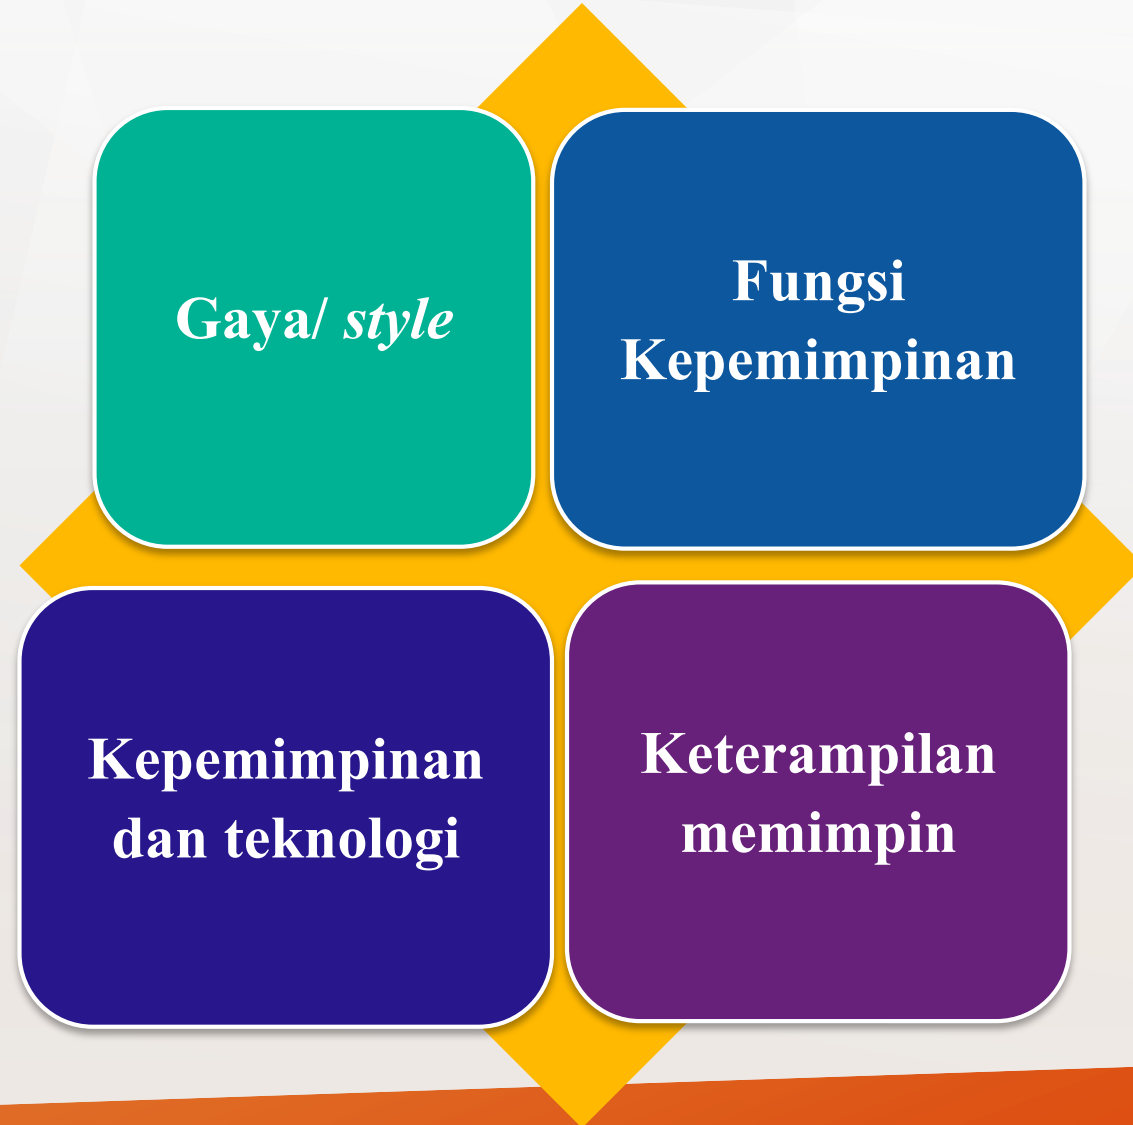 Gaya/ style
Fungsi
Kepemimpinan
Kepemimpinan
dan teknologi
Keterampilan
memimpin